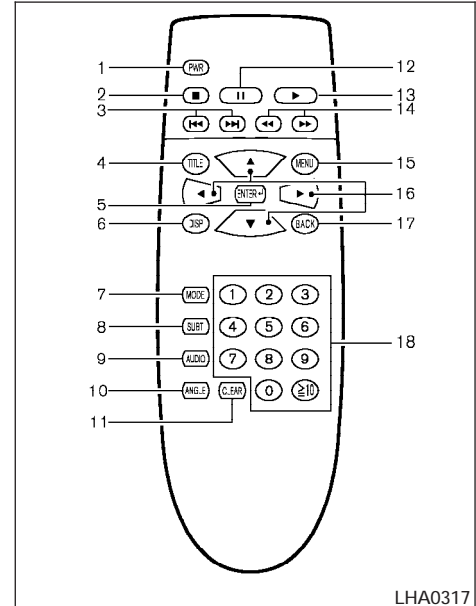 1 PWR 12
2 13
3 14
4 TITLE MENU 15
5 ENTER 16
6 DISP BACK 17
7 MODE 1 2 3
8 SUBT 4 5 6 18
9 AUDIO 7 8 9
10 ANGLE CLEAR 0 ≧10
11
LHA0317